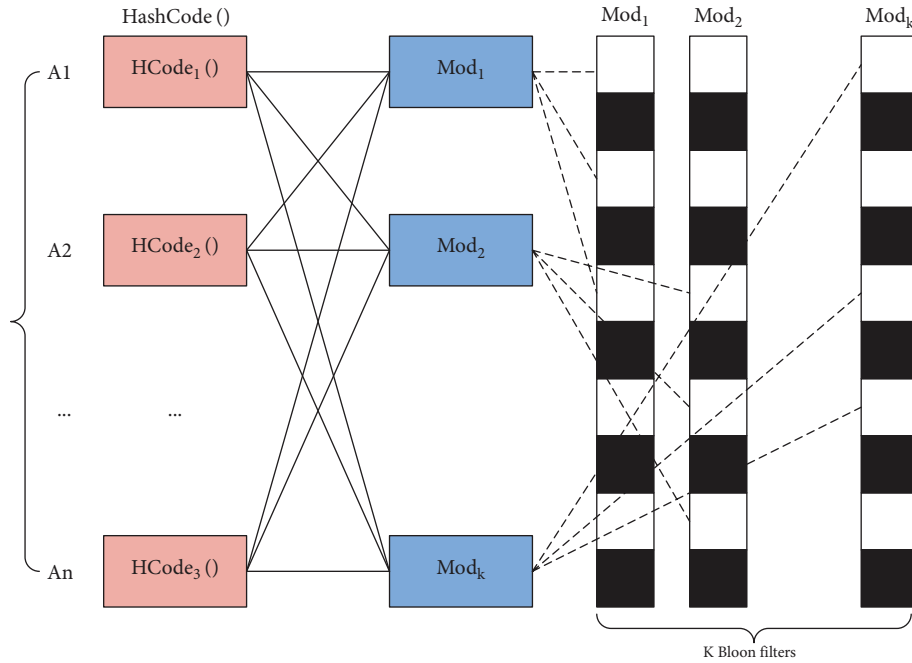 HashCode ()
Mod₁ Mod₂ Modₖ
A1 HCode₁ () Mod₁
A2 HCode₂ () Mod₂
... ...
An HCode₃ () Modₖ
K Bloon filters